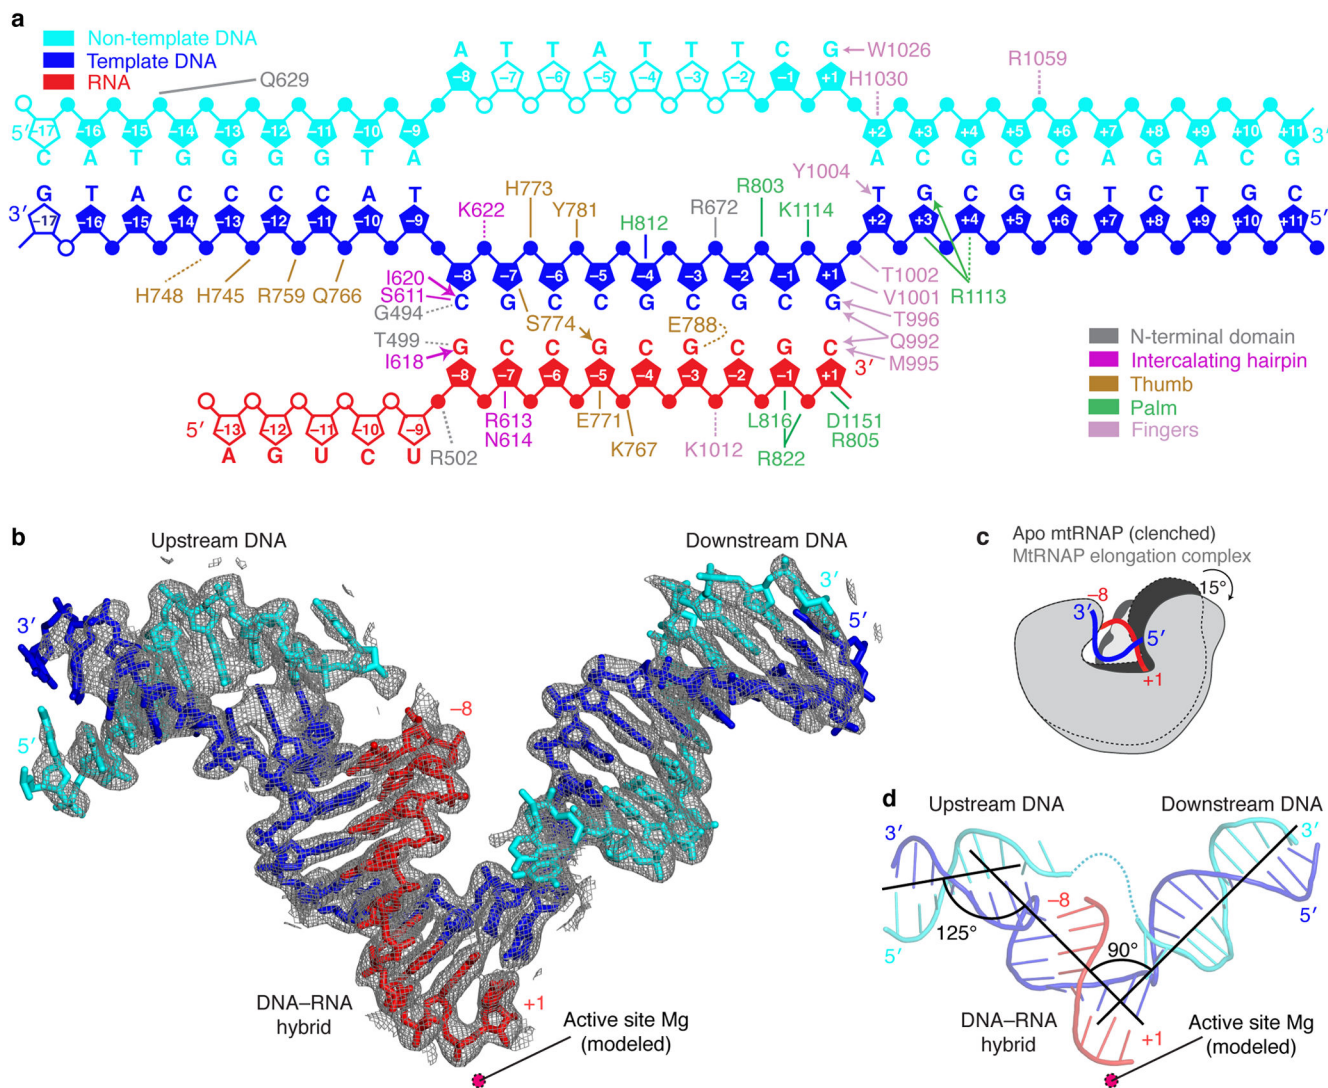 a
Non-template DNA
Template DNA
RNA
A T T A T T T C G
W1026
–8 –7 –6 –5 –4 –3 –2 –1 +1
H1030
R1059
Q629
5′ –17 –16 –15 –14 –13 –12 –11 –10 –9
+2 +3 +4 +5 +6 +7 +8 +9 +10 +11 3′
C A T G G G G T A
A C G C C A G A C G
Y1004
G T A C C C C A T
T G C G G T C T G C
3′ –17 –16 –15 –14 –13 –12 –11 –10 –9
+2 +3 +4 +5 +6 +7 +8 +9 +10 +11 5′
K622 H773 Y781 H812 R672 R803 K1114
H748 H745 R759 Q766
–8 –7 –6 –5 –4 –3 –2 –1 +1
C G C C G C G C G
I620
S611
G494
T499
I618
S774
E788
T1002
V1001
T996
Q992
M995
R1113
G C C G C G C G C
–8 –7 –6 –5 –4 –3 –2 –1 +1
3′
5′ –13 –12 –11 –10 –9
A G U C U
R502
R613
N614
E771
K767
K1012
L816
R822
D1151
R805
N-terminal domain
Intercalating hairpin
Thumb
Palm
Fingers
b
Upstream DNA
Downstream DNA
3′
5′
3′
5′
–8
+1
DNA–RNA
hybrid
Active site Mg
(modeled)
c
Apo mtRNAP (clenched)
MtRNAP elongation complex
15°
–8
3′
5′
+1
d
Upstream DNA
Downstream DNA
3′
3′
–8
5′
125°
90°
5′
DNA–RNA
hybrid
+1
Active site Mg
(modeled)